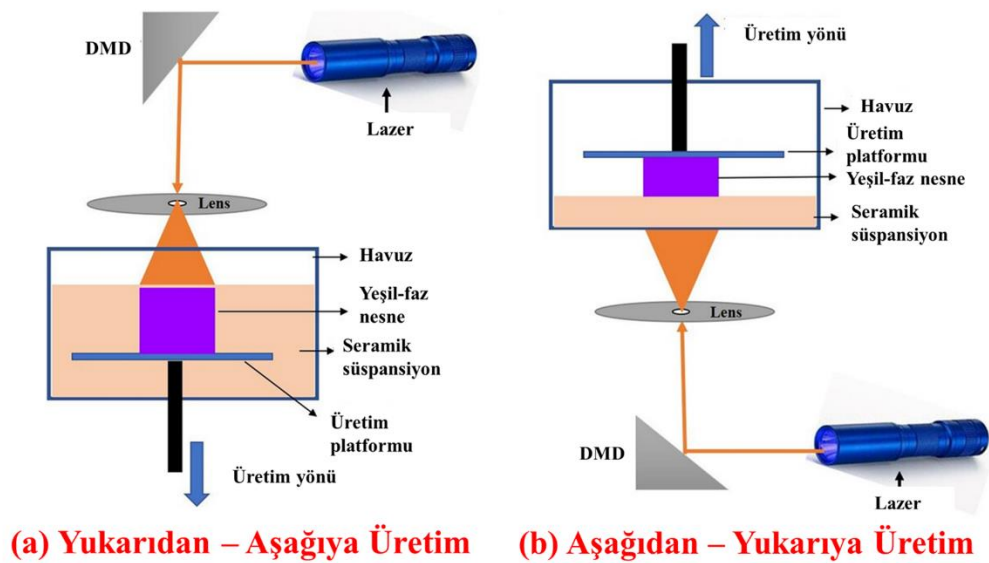 DMD
Lazer
Lens
Havuz
Yeşil-faz
nesne
Seramik
süspansiyon
Üretim
platformu
Üretim yönü
(a) Yukarıdan – Aşağıya Üretim
Üretim yönü
Havuz
Üretim
platformu
Yeşil-faz nesne
Seramik
süspansiyon
Lens
DMD
Lazer
(b) Aşağıdan – Yukarıya Üretim